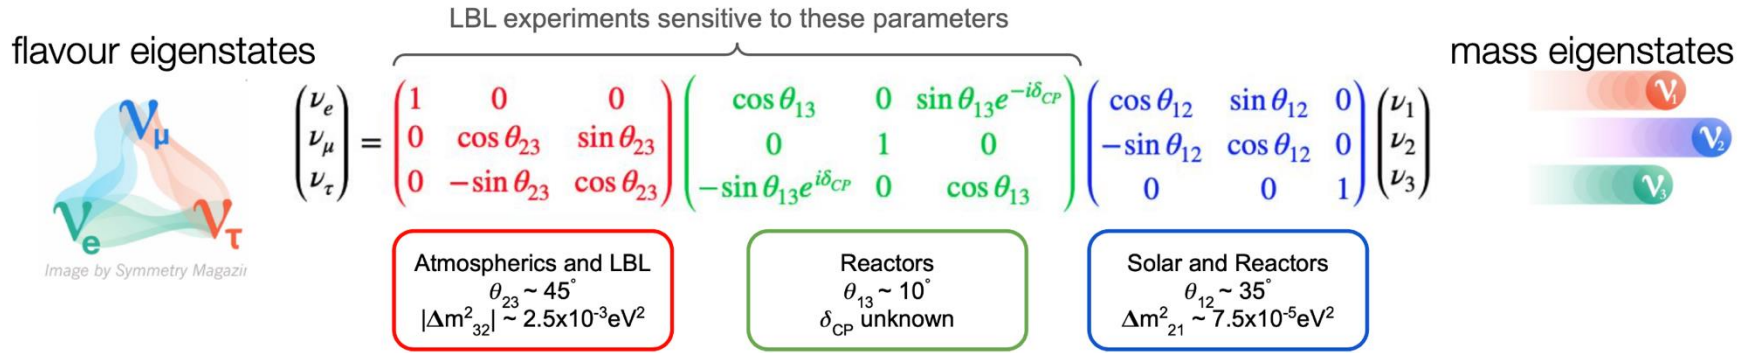 LBL experiments sensitive to these parameters
flavour eigenstates
mass eigenstates
νμ
νe
ντ
Image by Symmetry Magazin
(νe νμ ντ) =
1 0 0
0 cos θ23 sin θ23
0 −sin θ23 cos θ23
cos θ13 0 sin θ13e^−iδCP
0 1 0
−sin θ13e^iδCP 0 cos θ13
cos θ12 sin θ12 0
−sin θ12 cos θ12 0
0 0 1
(ν1 ν2 ν3)
ν1
ν2
ν3
Atmospherics and LBL
θ23 ~ 45°
|Δm²32| ~ 2.5x10⁻³eV²
Reactors
θ13 ~ 10°
δCP unknown
Solar and Reactors
θ12 ~ 35°
Δm²21 ~ 7.5x10⁻⁵eV²